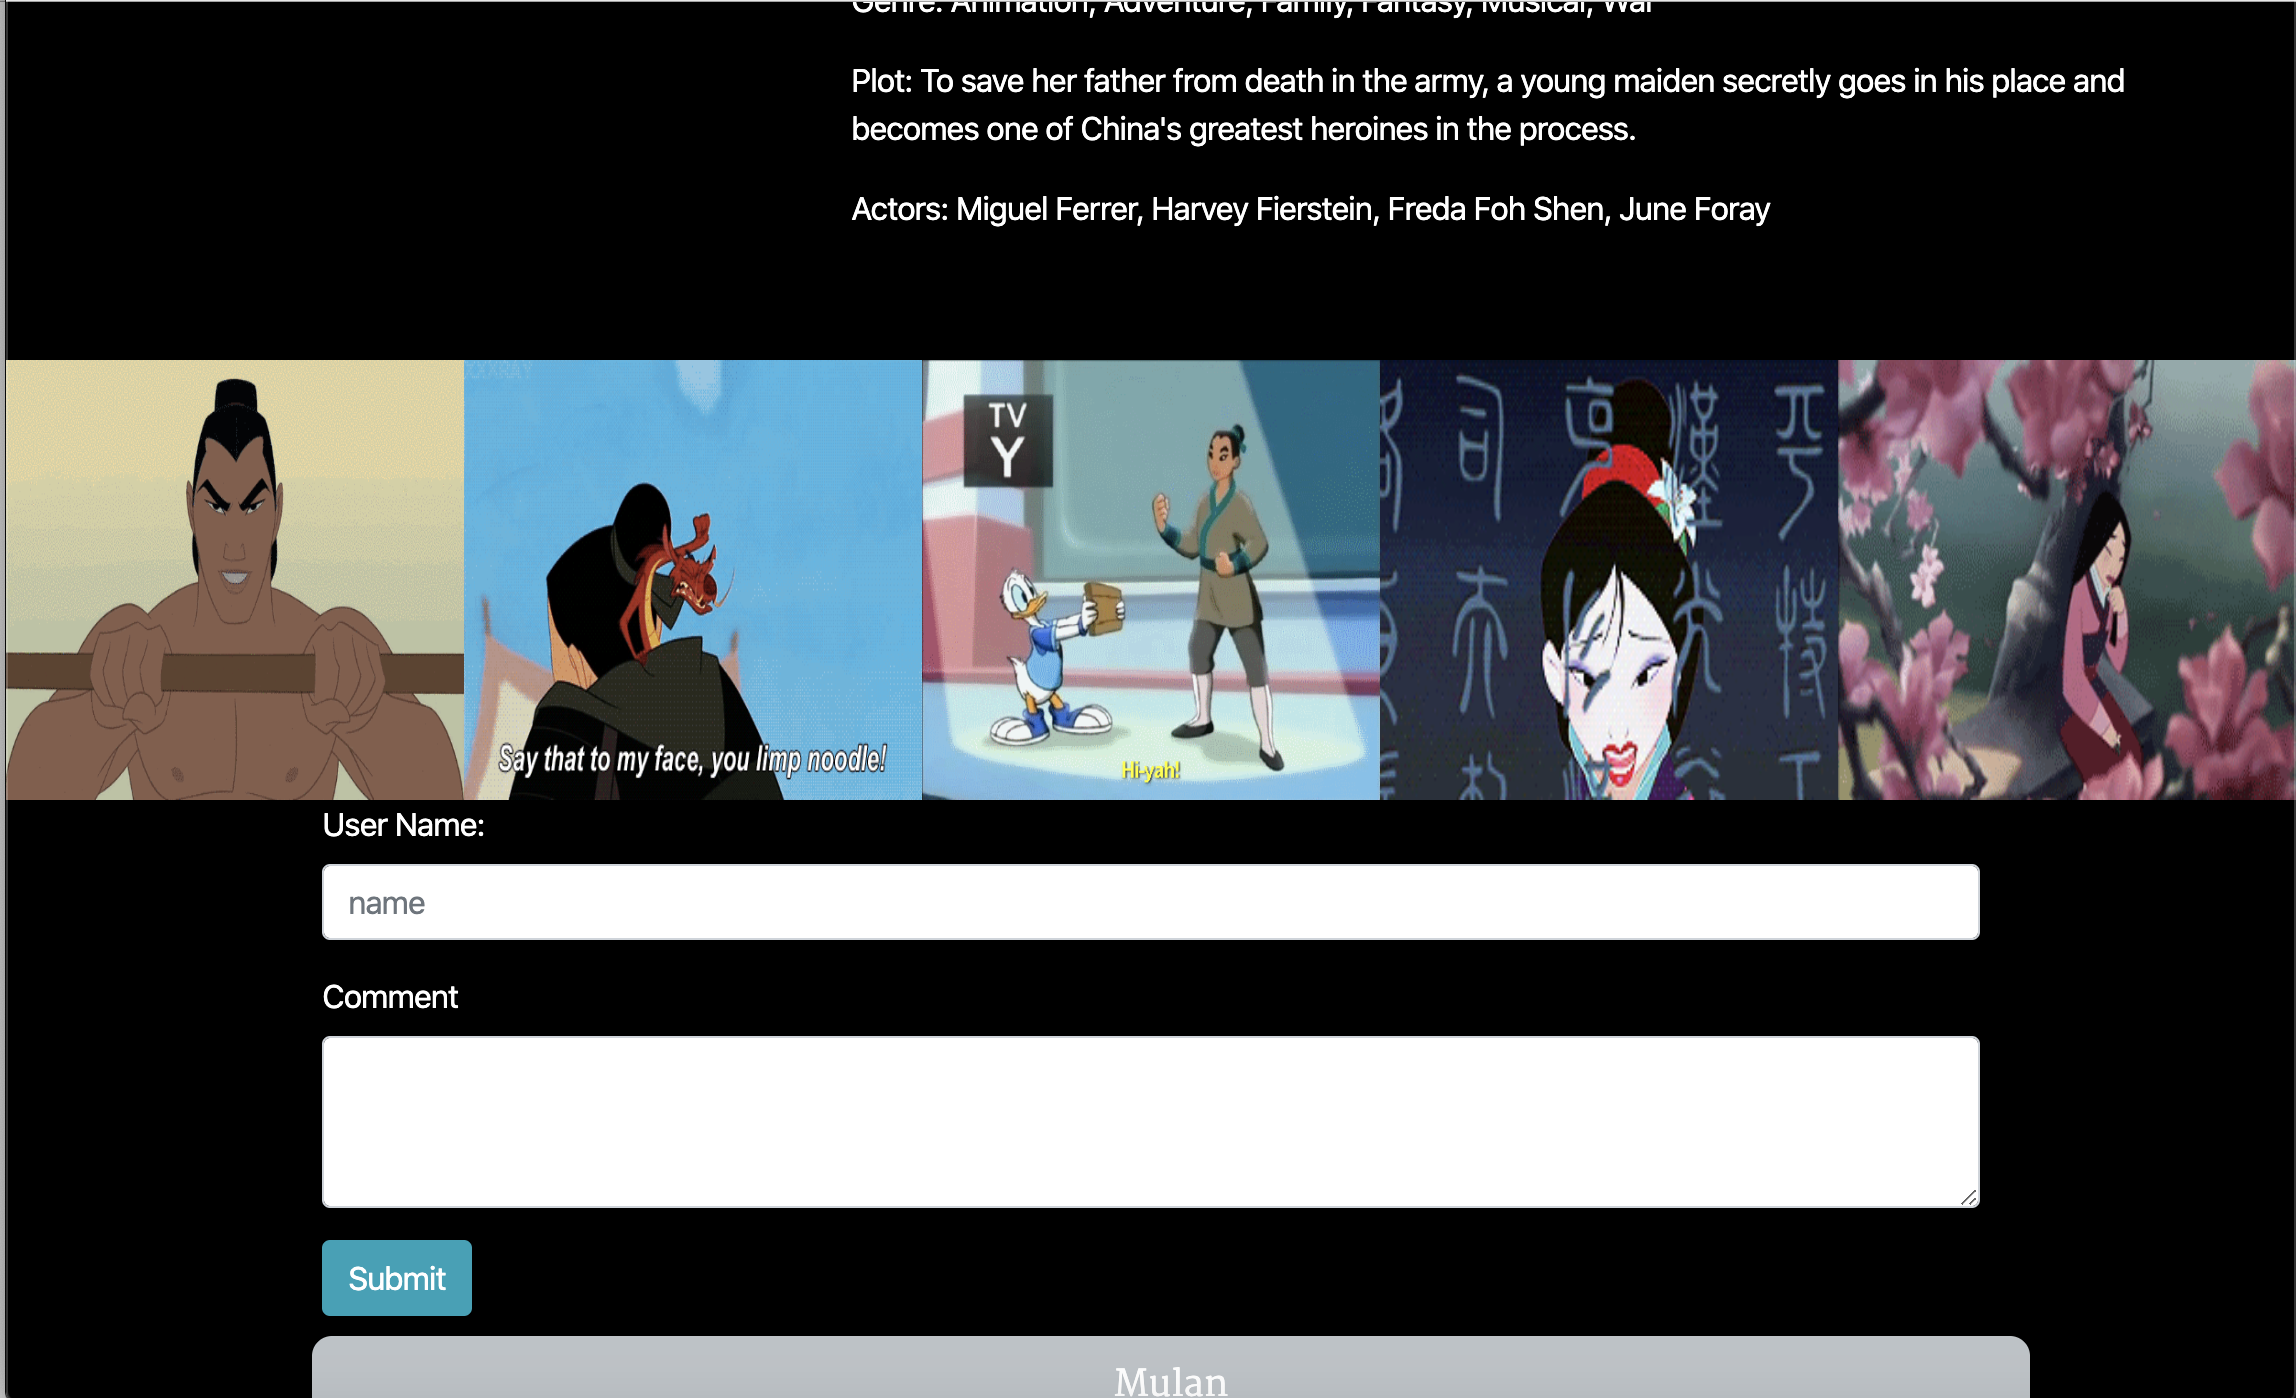 Genre: Animation, Adventure, Family, Fantasy, Musical, War
Plot: To save her father from death in the army, a young maiden secretly goes in his place and
becomes one of China's greatest heroines in the process.
Actors: Miguel Ferrer, Harvey Fierstein, Freda Foh Shen, June Foray
Say that to my face, you limp noodle!
TV
Y
Hi-yah!
司
漢
User Name:
name
Comment
Submit
Mulan